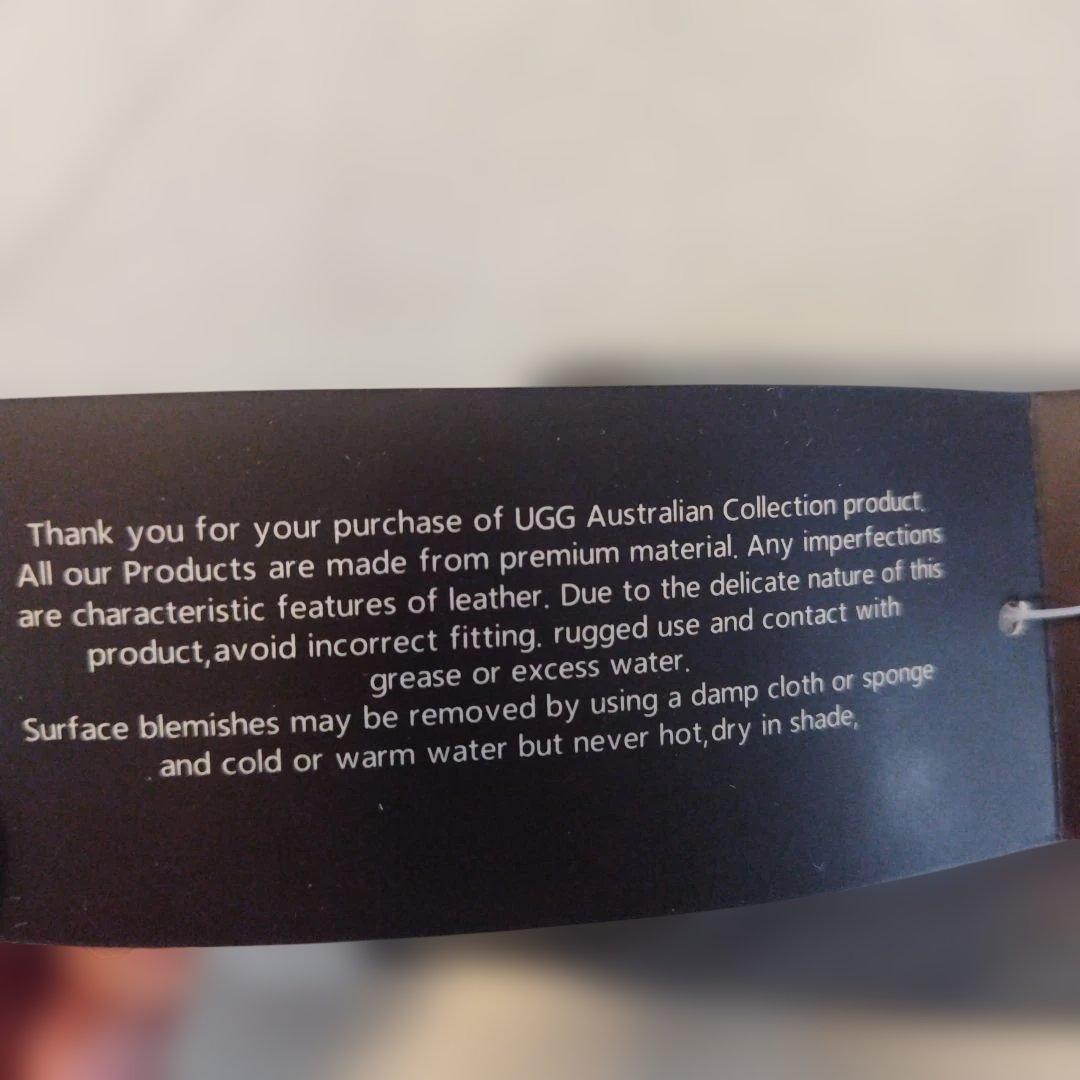 Thank you for your purchase of UGG Australian Collection product.
All our Products are made from premium material. Any imperfections
are characteristic features of leather. Due to the delicate nature of this
product,avoid incorrect fitting. rugged use and contact with
grease or excess water.
Surface blemishes may be removed by using a damp cloth or sponge
and cold or warm water but never hot,dry in shade,